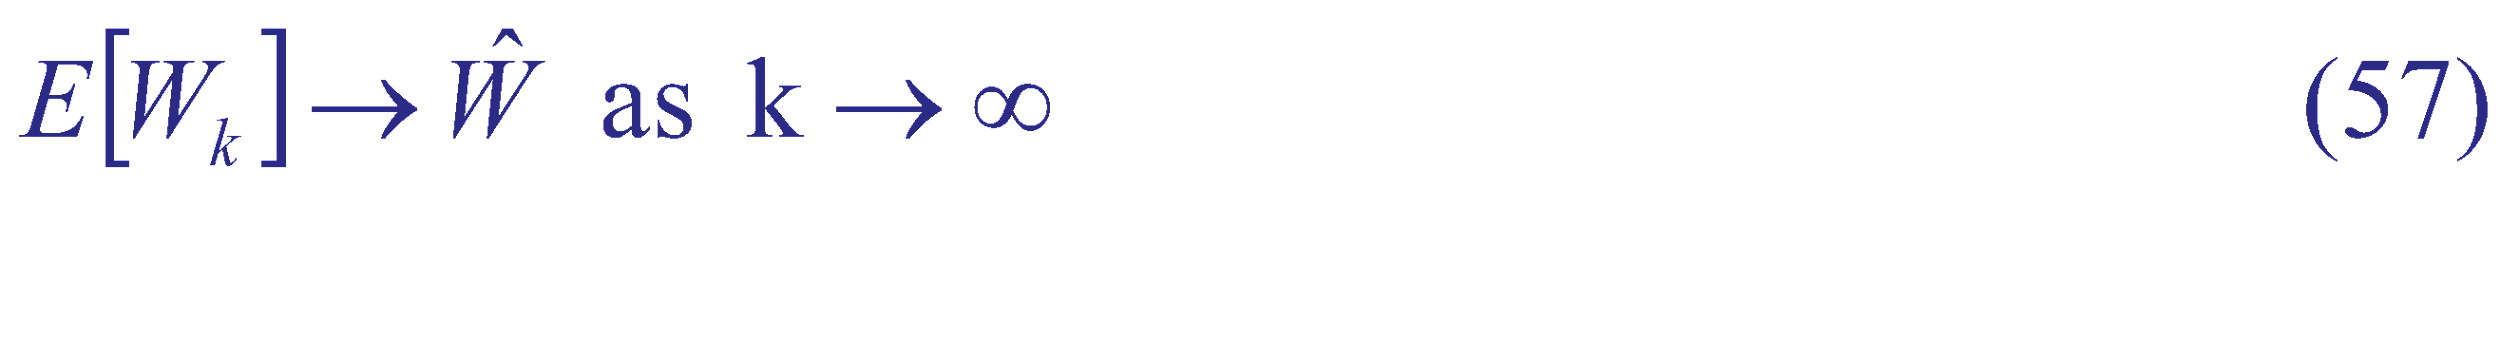 E[W_k] → Ŵ as k → ∞ (57)